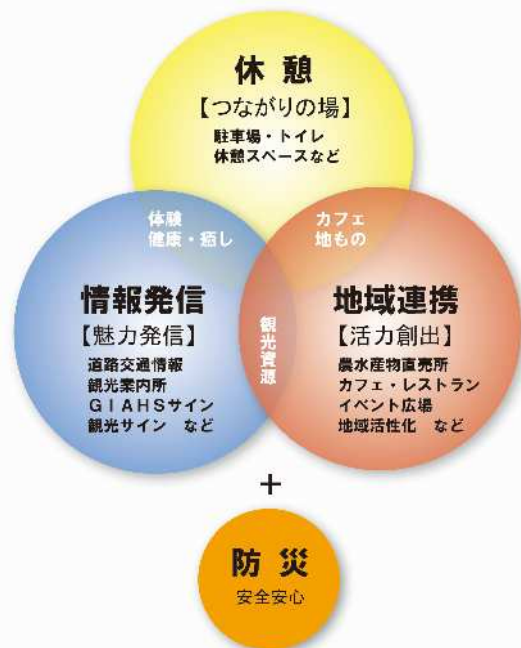 休憩
【つながりの場】
駐車場・トイレ
休憩スペースなど
体験
健康・癒し
カフェ
地もの
情報発信
【魅力発信】
道路交通情報
観光案内所
GIAHSサイン
観光サイン など
観光資源
地域連携
【活力創出】
農水産物直売所
カフェ・レストラン
イベント広場
地域活性化 など
+
防災
安全安心